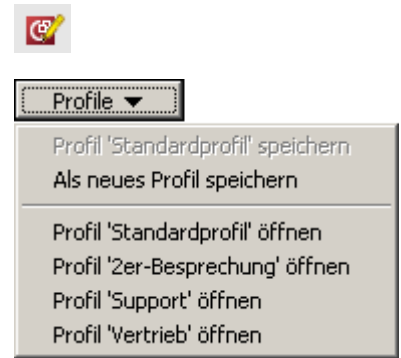 Profile
Profil 'Standardprofil' speichern
Als neues Profil speichern
Profil 'Standardprofil' öffnen
Profil '2er-Besprechung' öffnen
Profil 'Support' öffnen
Profil 'Vertrieb' öffnen